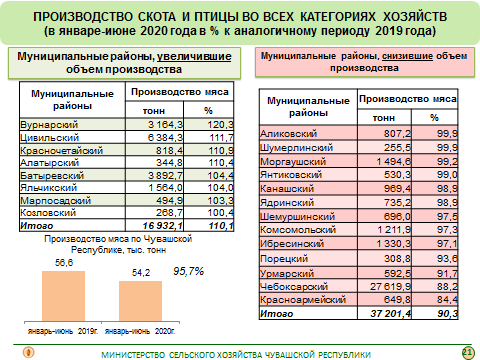 ПРОИЗВОДСТВО СКОТА И ПТИЦЫ ВО ВСЕХ КАТЕГОРИЯХ ХОЗЯЙСТВ
(в январе-июне 2020 года в % к аналогичному периоду 2019 года)
Муниципальные районы, увеличившие
объем производства
Муниципальные районы
Производство мяса
тонн %
Вурнарский 3 164,3 120,3
Цивильский 6 384,3 111,7
Красночетайский 818,4 110,9
Алатырский 344,8 110,4
Батыревский 3 892,7 104,4
Яльчикский 1 564,0 104,0
Марпосадский 494,9 103,3
Козловский 268,7 100,4
Итого 16 932,1 110,1
Производство мяса по Чувашской
Республике, тыс. тонн
56,6
54,2
95,7%
январь-июнь 2019г. январь-июнь 2020г.
Муниципальные районы, снизившие объем
производства
Муниципальные районы
Производство мяса
тонн %
Аликовский 807,2 99,9
Шумерлинский 255,5 99,9
Моргаушский 1 494,6 99,2
Янтиковский 530,3 99,0
Канашский 969,4 98,9
Ядринский 735,2 98,9
Шемуршинский 696,0 97,5
Комсомольский 1 211,9 97,3
Ибресинский 1 330,3 97,1
Порецкий 308,8 93,6
Урмарский 592,5 91,7
Чебоксарский 27 619,9 88,2
Красноармейский 649,8 84,4
Итого 37 201,4 90,3
МИНИСТЕРСТВО СЕЛЬСКОГО ХОЗЯЙСТВА ЧУВАШСКОЙ РЕСПУБЛИКИ
21